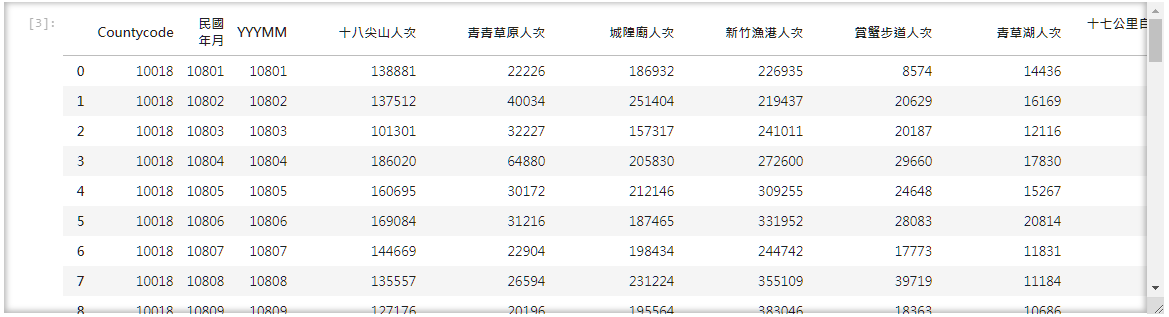 [3]:
Countycode 民國年月 YYYMM 十八尖山人次 青青草原人次 城隍廟人次 新竹漁港人次 賞蟹步道人次 青草湖人次 十七公里自
0 10018 10801 10801 138881 22226 186932 226935 8574 14436
1 10018 10802 10802 137512 40034 251404 219437 20629 16169
2 10018 10803 10803 101301 32227 157317 241011 20187 12116
3 10018 10804 10804 186020 64880 205830 272600 29660 17830
4 10018 10805 10805 160695 30172 212146 309255 24648 15267
5 10018 10806 10806 169084 31216 187465 331952 28083 20814
6 10018 10807 10807 144669 22904 198434 244742 17773 11831
7 10018 10808 10808 135557 26594 231224 355109 39719 11184
8 10018 10809 10809 127176 20196 195564 383046 18363 10686